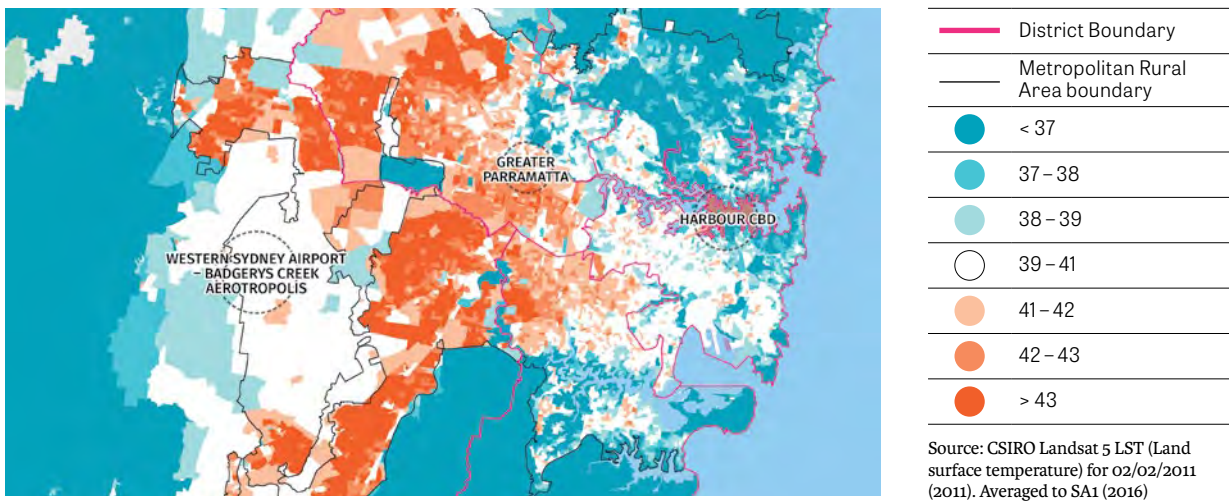 GREATER
PARRAMATTA
HARBOUR CBD
WESTERN SYDNEY AIRPORT
– BADGERYS CREEK
AEROTROPOLIS
District Boundary
Metropolitan Rural
Area boundary
< 37
37 – 38
38 – 39
39 – 41
41 – 42
42 – 43
> 43
Source: CSIRO Landsat 5 LST (Land
surface temperature) for 02/02/2011
(2011). Averaged to SA1 (2016)